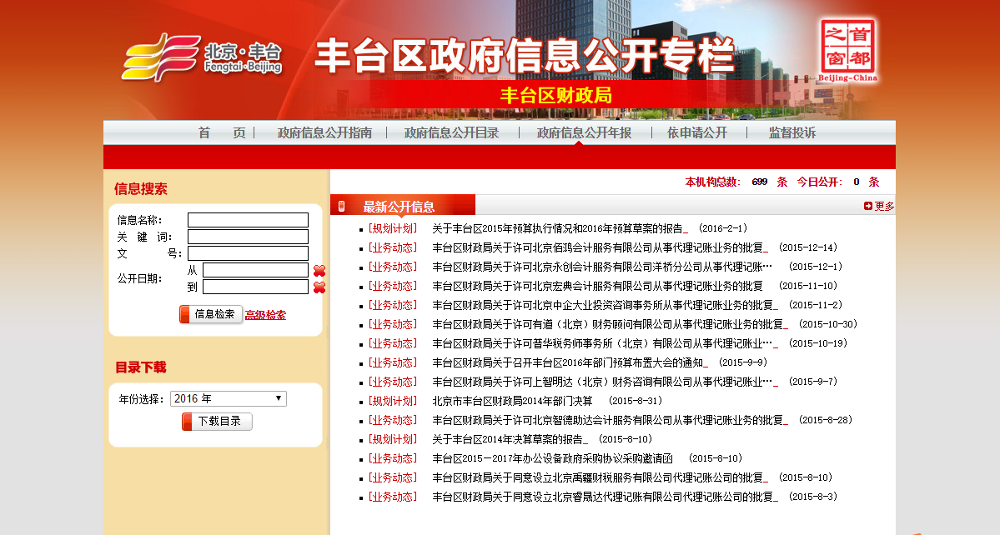 北京·丰台
Fengtai·Beijing
丰台区政府信息公开专栏
丰台区财政局
首都之窗
Beijing-China
首 页 | 政府信息公开指南 | 政府信息公开目录 | 政府信息公开年报 | 依申请公开 | 监督投诉
本机构总数: 699 条 今日公开: 0 条
信息搜索
信息名称:
关 键 词:
文 号:
公开日期:
从
到
信息检索 高级检索
目录下载
年份选择: 2016 年
下载目录
最新公开信息 更多
[规划计划] 关于丰台区2015年预算执行情况和2016年预算草案的报告_ (2016-2-1)
[业务动态] 丰台区财政局关于许可北京佰鸿会计服务有限公司从事代理记账业务的批复_ (2015-12-14)
[业务动态] 丰台区财政局关于许可北京永创会计服务有限公司洋桥分公司从事代理记账… (2015-12-1)
[业务动态] 丰台区财政局关于许可北京宏典会计服务有限公司从事代理记账业务的批复 (2015-11-10)
[业务动态] 丰台区财政局关于许可北京中企大业投资咨询事务所从事代理记账业务的批复_ (2015-11-2)
[业务动态] 丰台区财政局关于许可有道（北京）财务顾问有限公司从事代理记账业务的批复_ (2015-10-30)
[业务动态] 丰台区财政局关于许可普华税务师事务所（北京）有限公司从事代理记账业…_ (2015-10-19)
[业务动态] 丰台区财政局关于召开丰台区2016年部门预算布置大会的通知_ (2015-9-9)
[业务动态] 丰台区财政局关于许可上智明达（北京）财务咨询有限公司从事代理记账业…_ (2015-9-7)
[规划计划] 北京市丰台区财政局2014年部门决算 (2015-8-31)
[业务动态] 丰台区财政局关于许可北京智德助达会计服务有限公司从事代理记账业务的批复_ (2015-8-28)
[规划计划] 关于丰台区2014年决算草案的报告_ (2015-8-10)
[业务动态] 丰台区2015－2017年办公设备政府采购协议采购邀请函 (2015-8-10)
[业务动态] 丰台区财政局关于同意设立北京禹疆财税服务有限公司代理记账公司的批复_ (2015-8-10)
[业务动态] 丰台区财政局关于同意设立北京睿晟达代理记账有限公司代理记账公司的批复_ (2015-8-3)